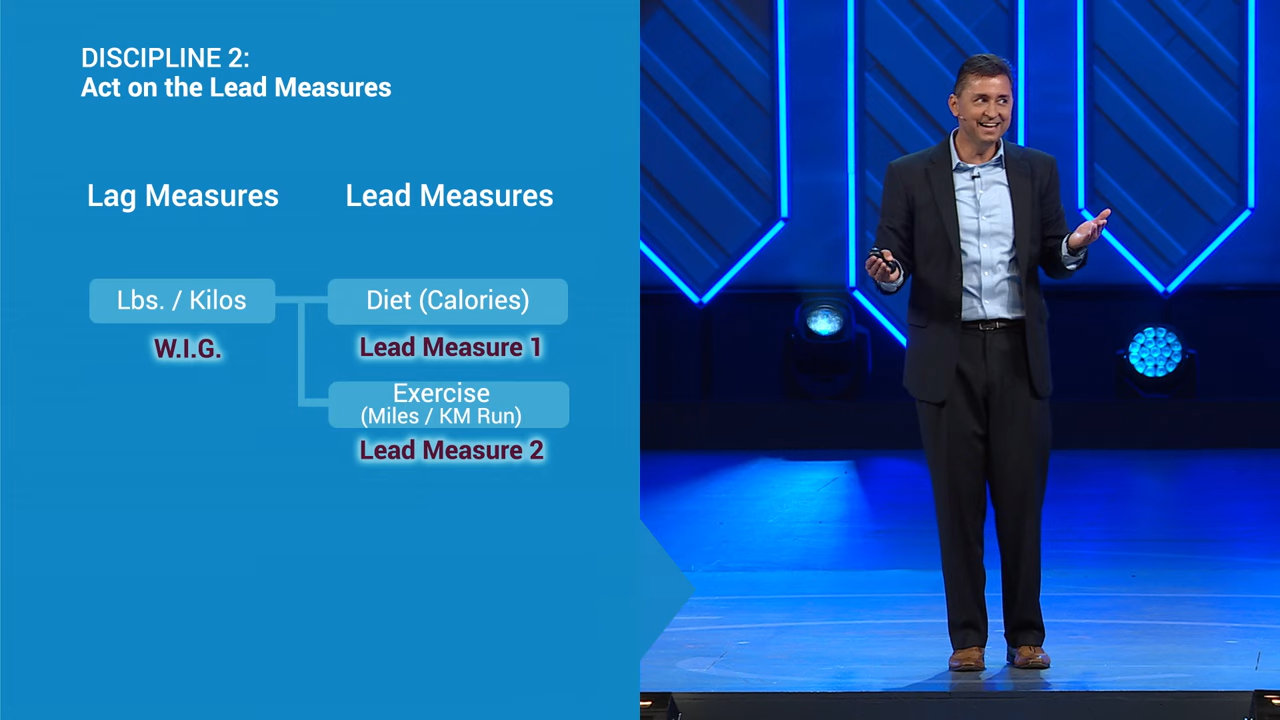 DISCIPLINE 2:
Act on the Lead Measures
Lag Measures
Lead Measures
Lbs. / Kilos
W.I.G.
Diet (Calories)
Lead Measure 1
Exercise
(Miles / KM Run)
Lead Measure 2